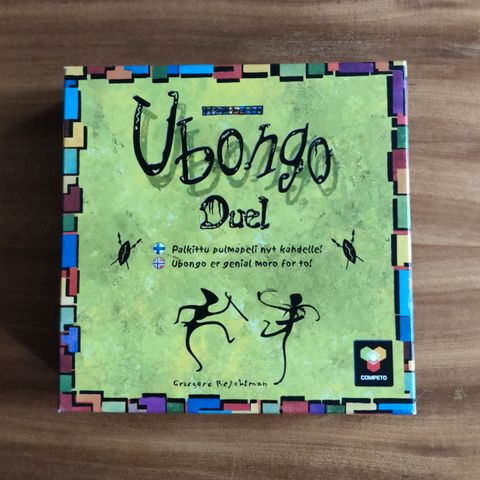 Ubongo
Duel
Palkittu pulmapeli nyt kahdelle!
Ubongo er genial moro for to!
Grzegorz Rejchtman
COMPETO